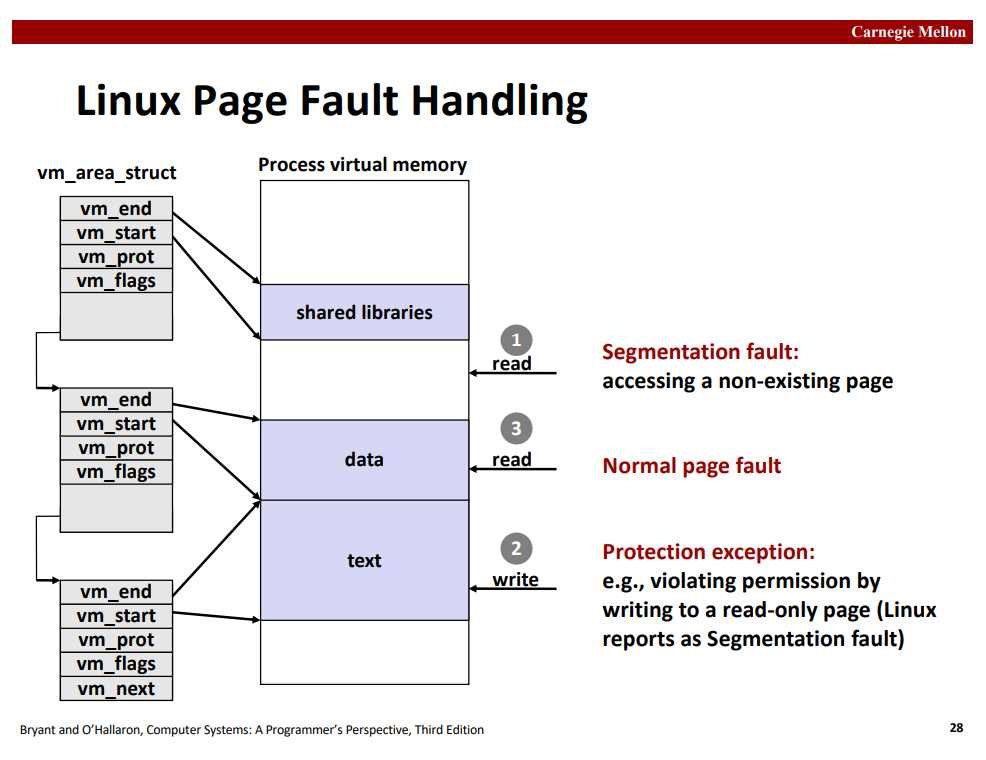 Carnegie Mellon
Linux Page Fault Handling
vm_area_struct
Process virtual memory
vm_end
vm_start
vm_prot
vm_flags
shared libraries
1
read
Segmentation fault:
accessing a non-existing page
vm_end
vm_start
vm_prot
vm_flags
data
3
read
Normal page fault
text
2
write
Protection exception:
e.g., violating permission by
writing to a read-only page (Linux
reports as Segmentation fault)
vm_end
vm_start
vm_prot
vm_flags
vm_next
Bryant and O’Hallaron, Computer Systems: A Programmer’s Perspective, Third Edition
28